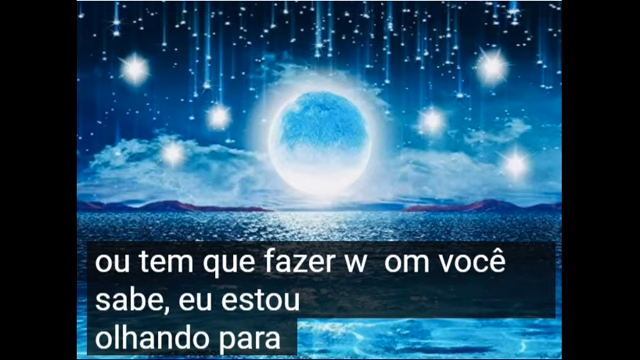 ou tem que fazer w om você
sabe, eu estou
olhando para